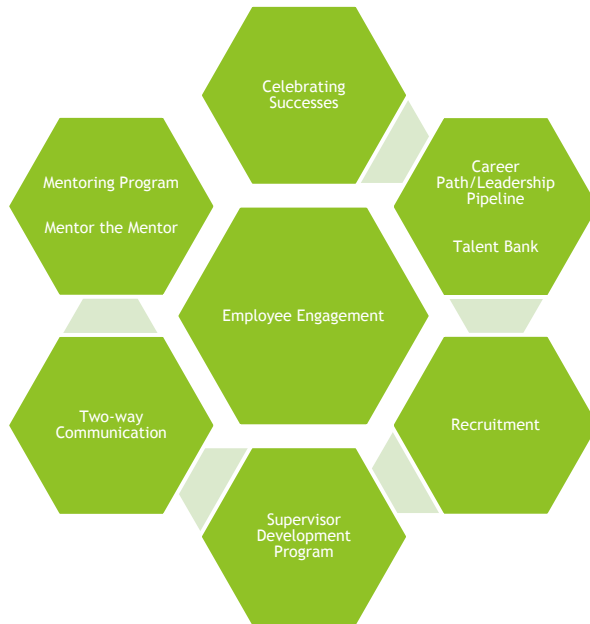 Celebrating
Successes
Career
Path/Leadership
Pipeline
Talent Bank
Mentoring Program
Mentor the Mentor
Employee Engagement
Two-way
Communication
Recruitment
Supervisor
Development
Program